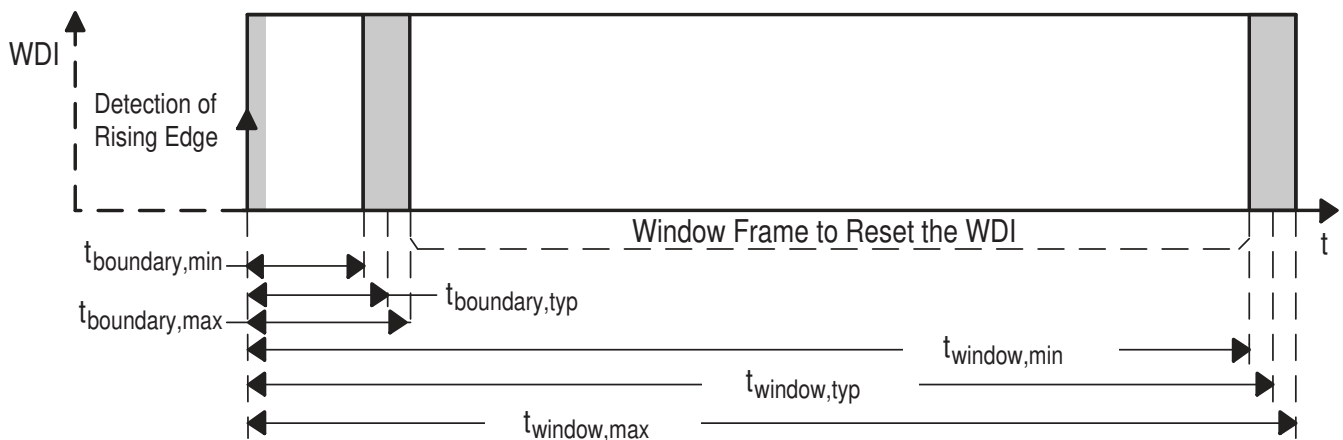 WDI
Detection of
Rising Edge
Window Frame to Reset the WDI
t
tboundary,min
tboundary,typ
tboundary,max
twindow,min
twindow,typ
twindow,max